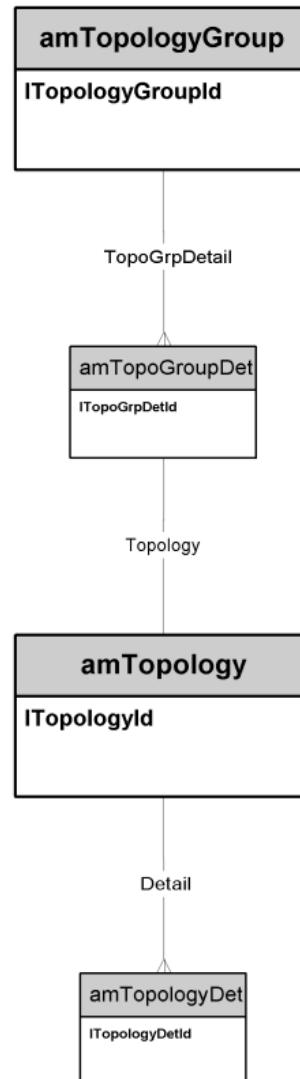 amTopologyGroup
lTopologyGroupId
TopoGrpDetail
amTopoGroupDet
lTopoGrpDetId
Topology
amTopology
lTopologyId
Detail
amTopologyDet
lTopologyDetId